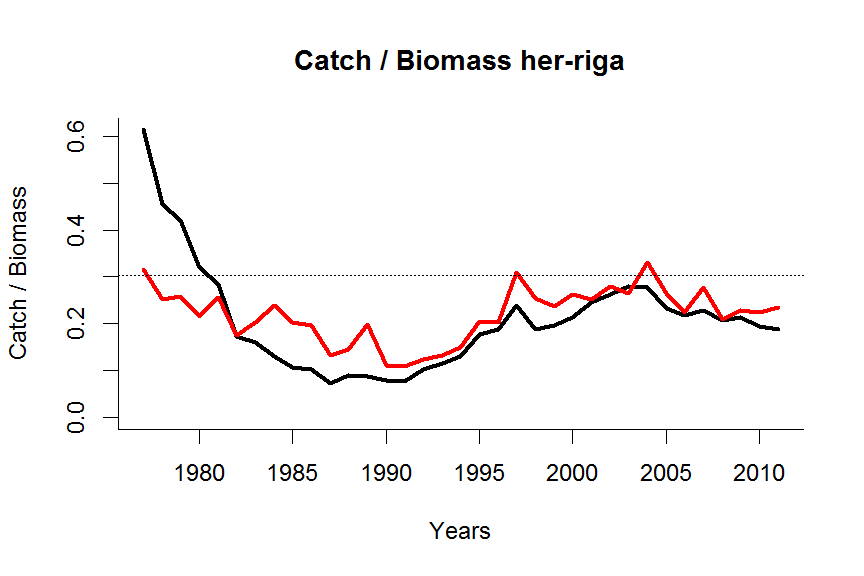 Catch / Biomass her-riga
Catch / Biomass
0.6
0.4
0.2
0.0
1980 1985 1990 1995 2000 2005 2010
Years